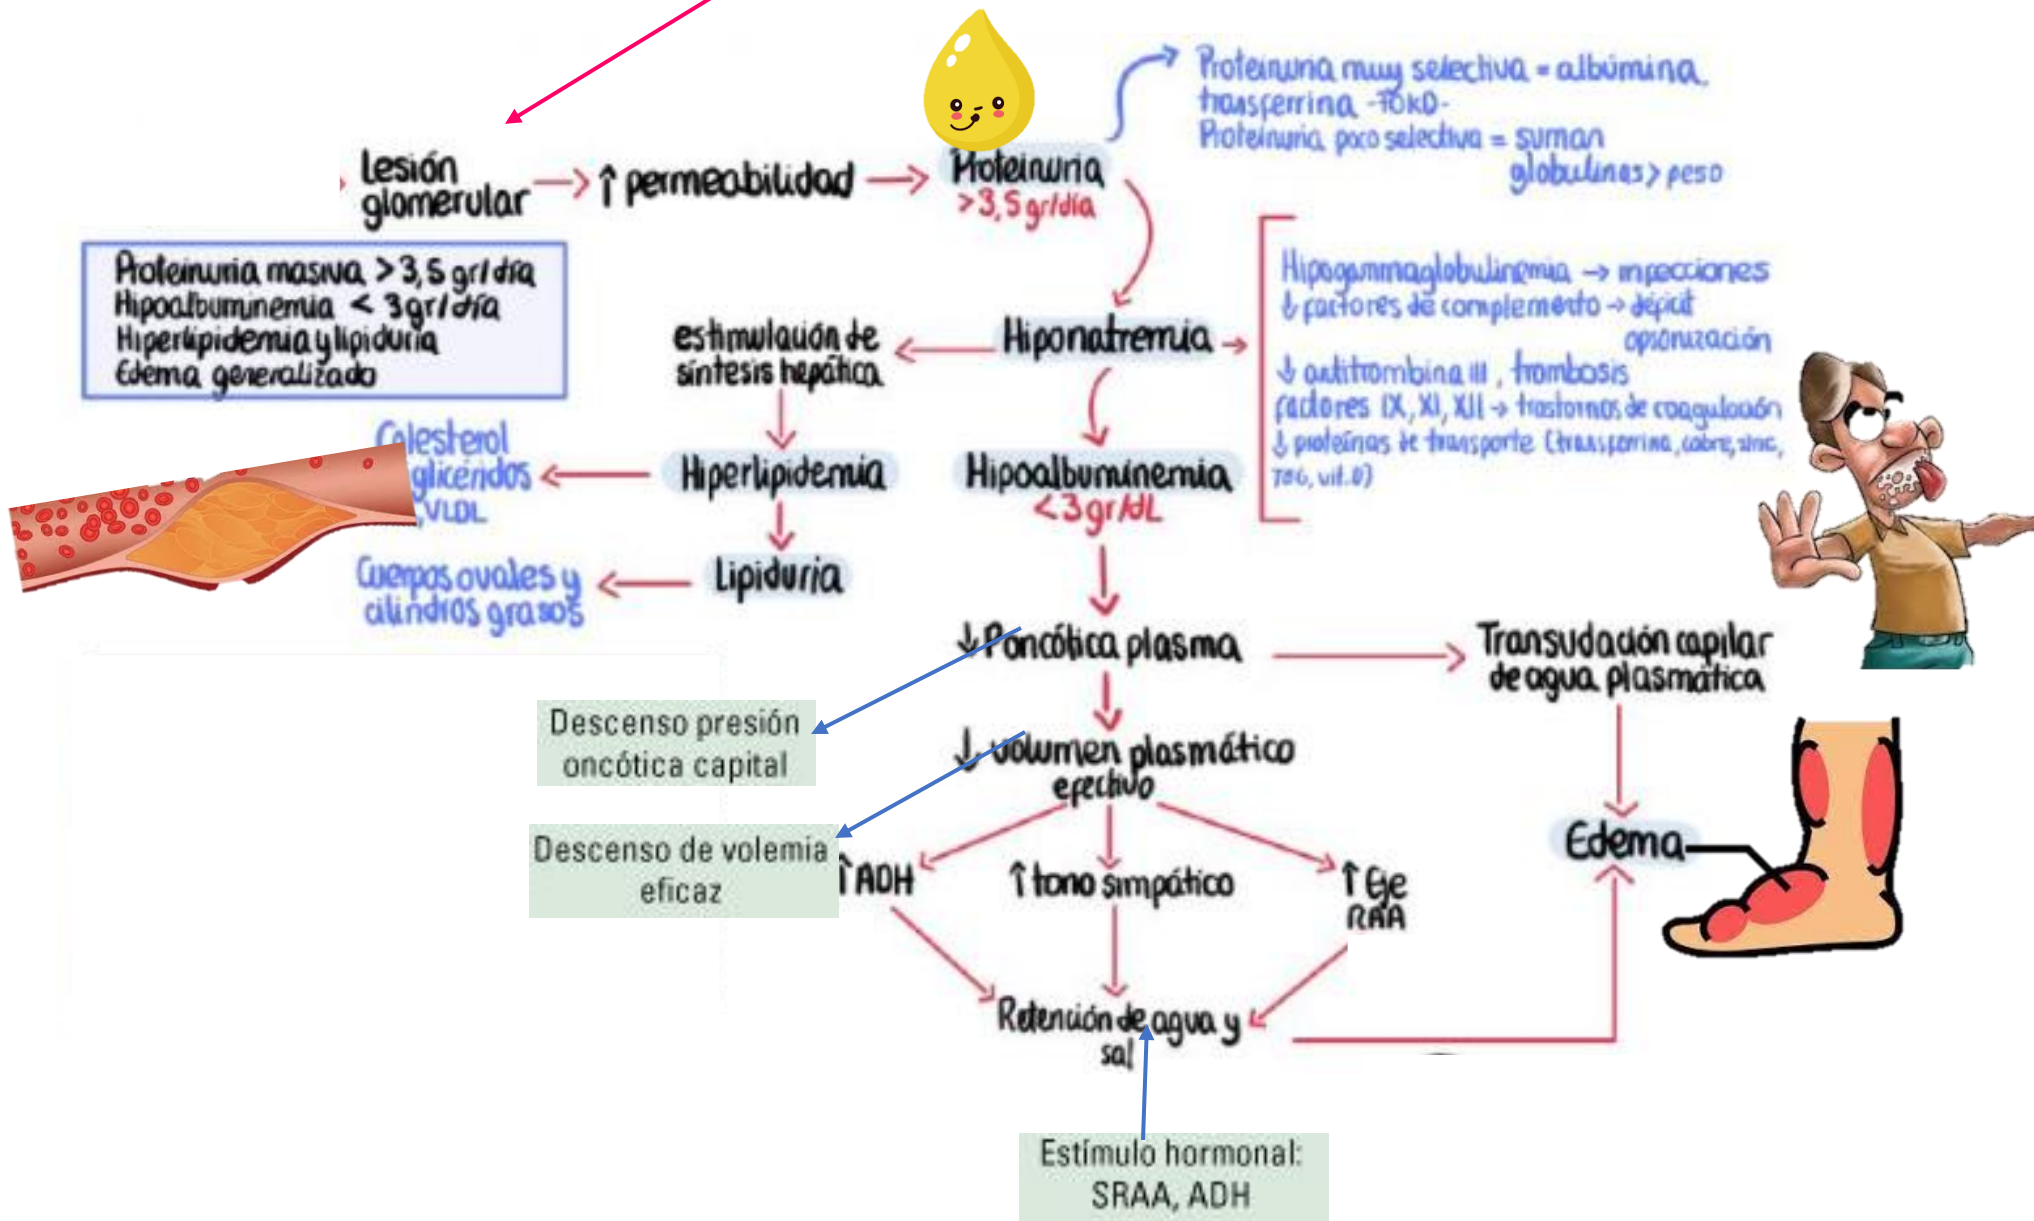 Proteinuria muy selectiva = albúmina,
transferrina -70kD-
Proteinuria poco selectiva = suman
globulinas > peso
Lesión
glomerular
↑ permeabilidad
Proteinuria
>3,5 gr/día
Proteinuria masiva > 3,5 gr/día
Hipoalbuminemia < 3gr/día
Hiperlipidemia y lipiduria
Edema generalizado
estimulación de
síntesis hepática
Hiponatremia
Hipogammaglobulinemia → infecciones
↓ factores de complemento → déficit
opsonización
↓ antitrombina III, trombosis
factores IX, XI, XII → trastornos de coagulación
↓ proteínas de transporte (transferrina, cobre, zinc,
TBG, vit.D)
Colesterol
glicéridos
,VLDL
Hiperlipidemia
Hipoalbuminemia
<3gr/dL
Cuerpos ovales y
cilindros grasos
Lipiduria
↓ Poncótica plasma
Transudación capilar
de agua plasmática
Descenso presión
oncótica capital
↓ volumen plasmático
efectivo
Descenso de volemia
eficaz
↑ ADH
↑ tono simpático
↑ Eje
RAA
Edema
Retención de agua y
sal
Estímulo hormonal:
SRAA, ADH